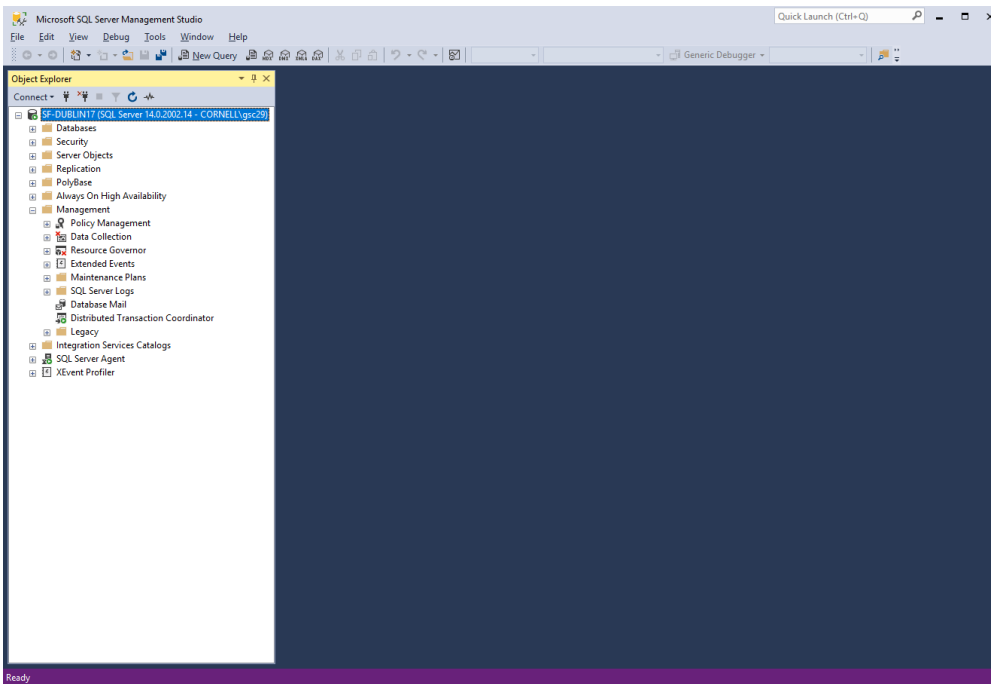 Microsoft SQL Server Management Studio
Quick Launch (Ctrl+Q)
File Edit View Debug Tools Window Help
New Query
Generic Debugger
Object Explorer
Connect
SF-DUBLIN17 (SQL Server 14.0.2002.14 - CORNELL\gsc29)
Databases
Security
Server Objects
Replication
PolyBase
Always On High Availability
Management
Policy Management
Data Collection
Resource Governor
Extended Events
Maintenance Plans
SQL Server Logs
Database Mail
Distributed Transaction Coordinator
Legacy
Integration Services Catalogs
SQL Server Agent
XEvent Profiler
Ready